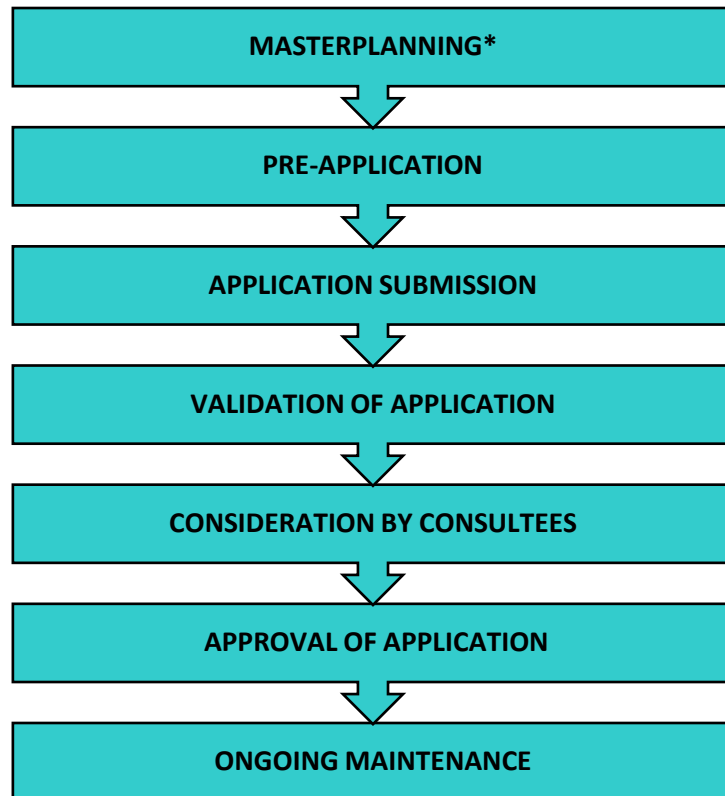 MASTERPLANNING*
PRE-APPLICATION
APPLICATION SUBMISSION
VALIDATION OF APPLICATION
CONSIDERATION BY CONSULTEES
APPROVAL OF APPLICATION
ONGOING MAINTENANCE